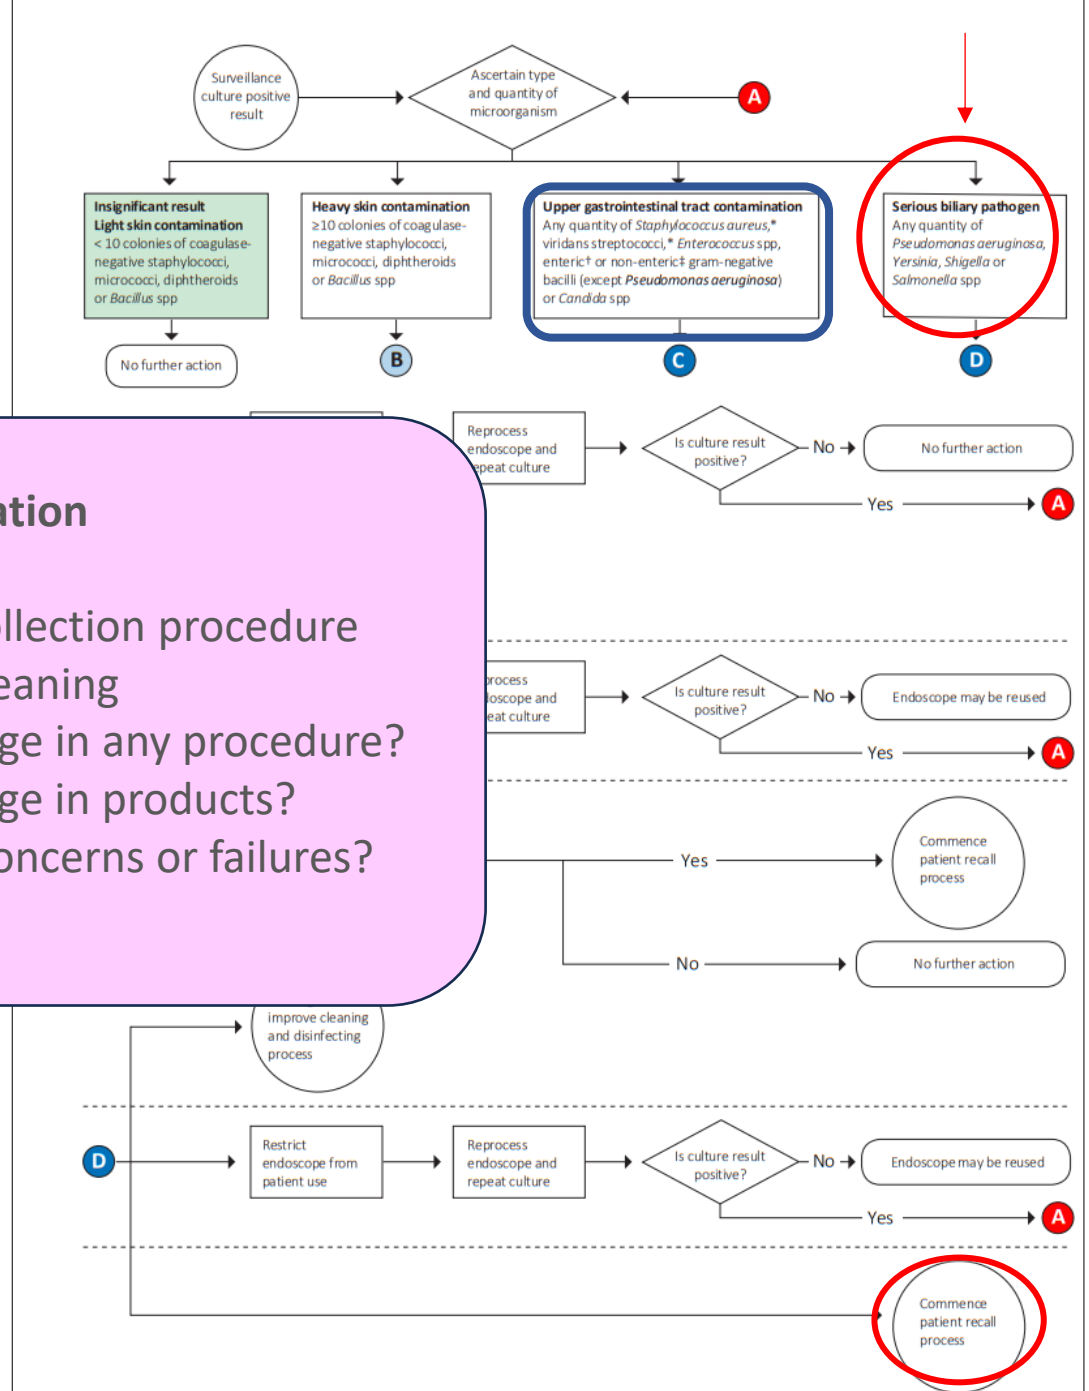 Surveillance
culture positive
result
Ascertain type
and quantity of
microorganism
A
Insignificant result
Light skin contamination
< 10 colonies of coagulase-
negative staphylococci,
micrococci, diphtheroids
or Bacillus spp
Heavy skin contamination
≥10 colonies of coagulase-
negative staphylococci,
micrococci, diphtheroids
or Bacillus spp
Upper gastrointestinal tract contamination
Any quantity of Staphylococcus aureus,*
viridans streptococci,* Enterococcus spp,
enteric† or non-enteric‡ gram-negative
bacilli (except Pseudomonas aeruginosa)
or Candida spp
Serious biliary pathogen
Any quantity of
Pseudomonas aeruginosa,
Yersinia, Shigella or
Salmonella spp
No further action
B
C
D
Reprocess
endoscope and
repeat culture
Is culture result
positive?
No
No further action
Yes
A
ation
ollection procedure
eaning
ge in any procedure?
ge in products?
oncerns or failures?
process
doscope and
eat culture
Is culture result
positive?
No
Endoscope may be reused
Yes
A
Yes
Commence
patient recall
process
No
No further action
improve cleaning
and disinfecting
process
D
Restrict
endoscope from
patient use
Reprocess
endoscope and
repeat culture
Is culture result
positive?
No
Endoscope may be reused
Yes
A
Commence
patient recall
process